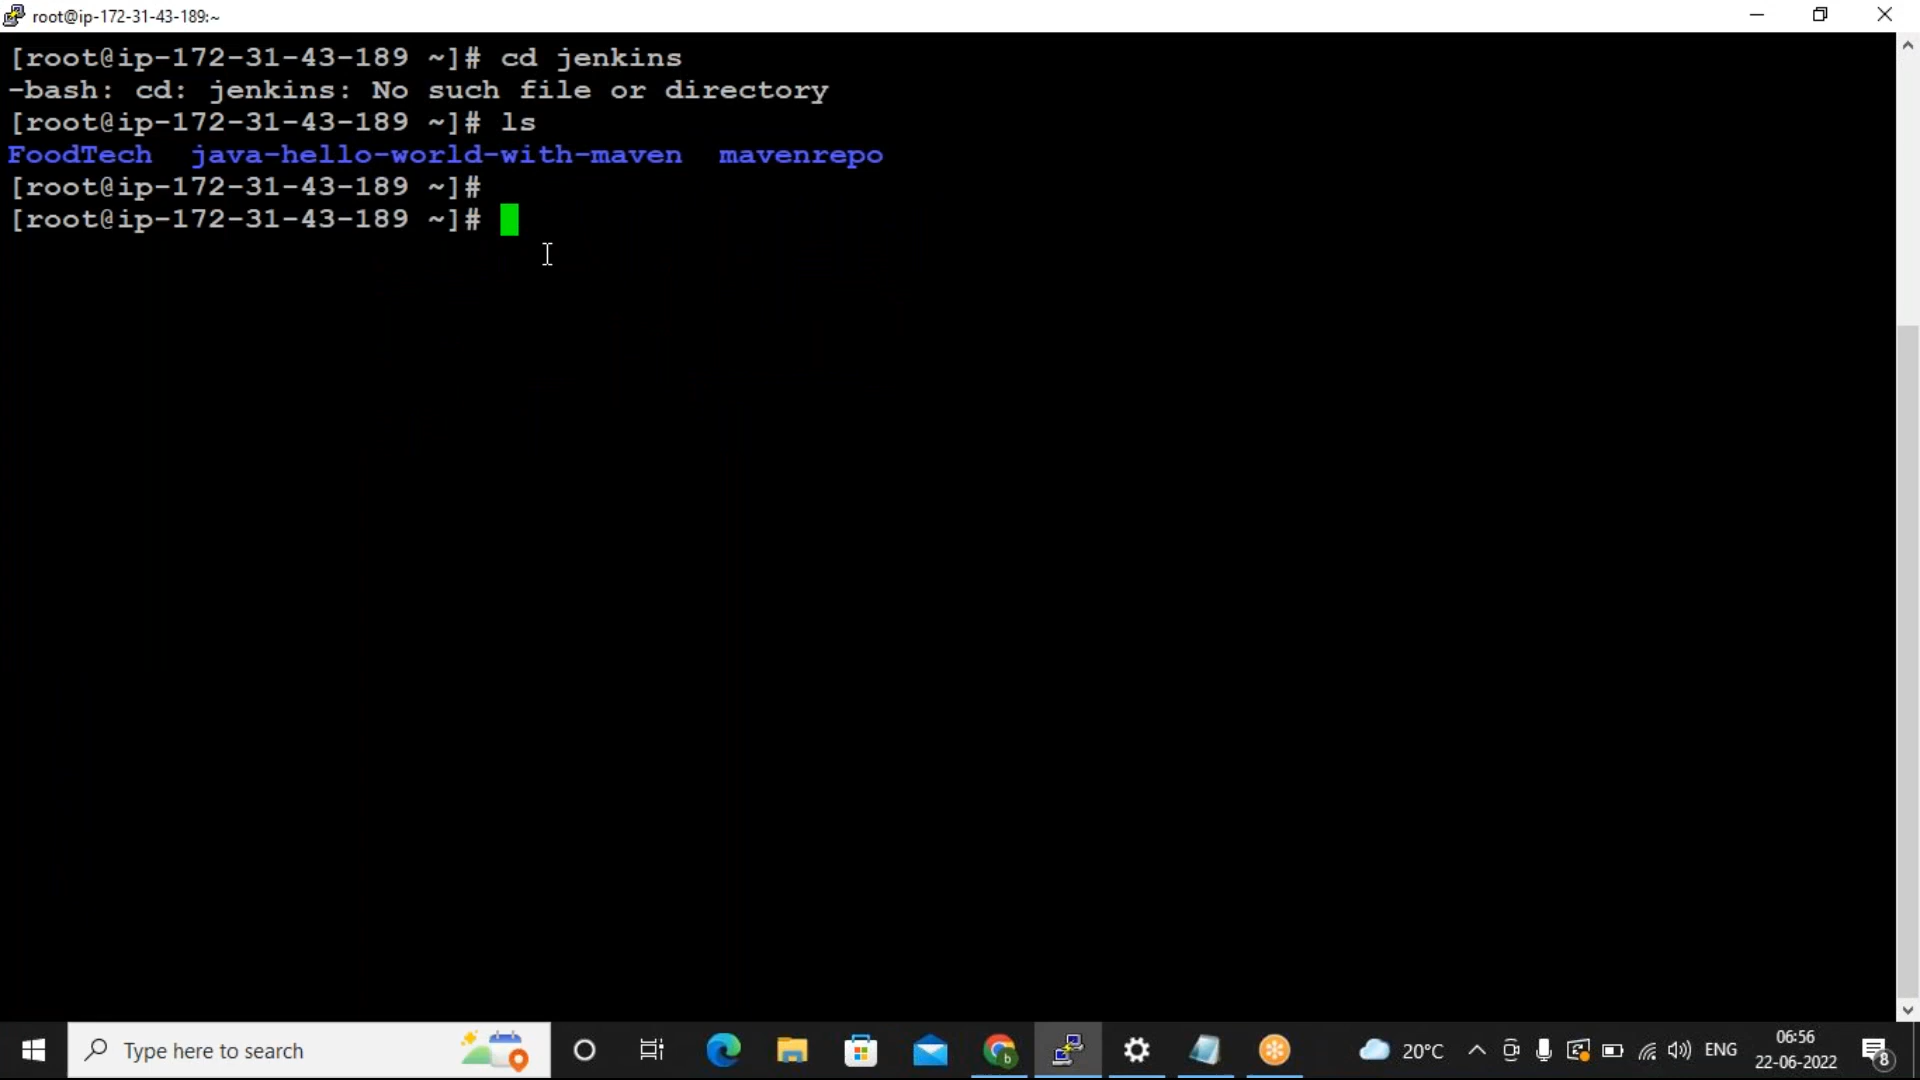 root@ip-172-31-43-189:~
[root@ip-172-31-43-189 ~]# cd jenkins
-bash: cd: jenkins: No such file or directory
[root@ip-172-31-43-189 ~]# ls
FoodTech  java-hello-world-with-maven  mavenrepo
[root@ip-172-31-43-189 ~]#
[root@ip-172-31-43-189 ~]#
Type here to search
20°C
ENG
06:56
22-06-2022
8
b